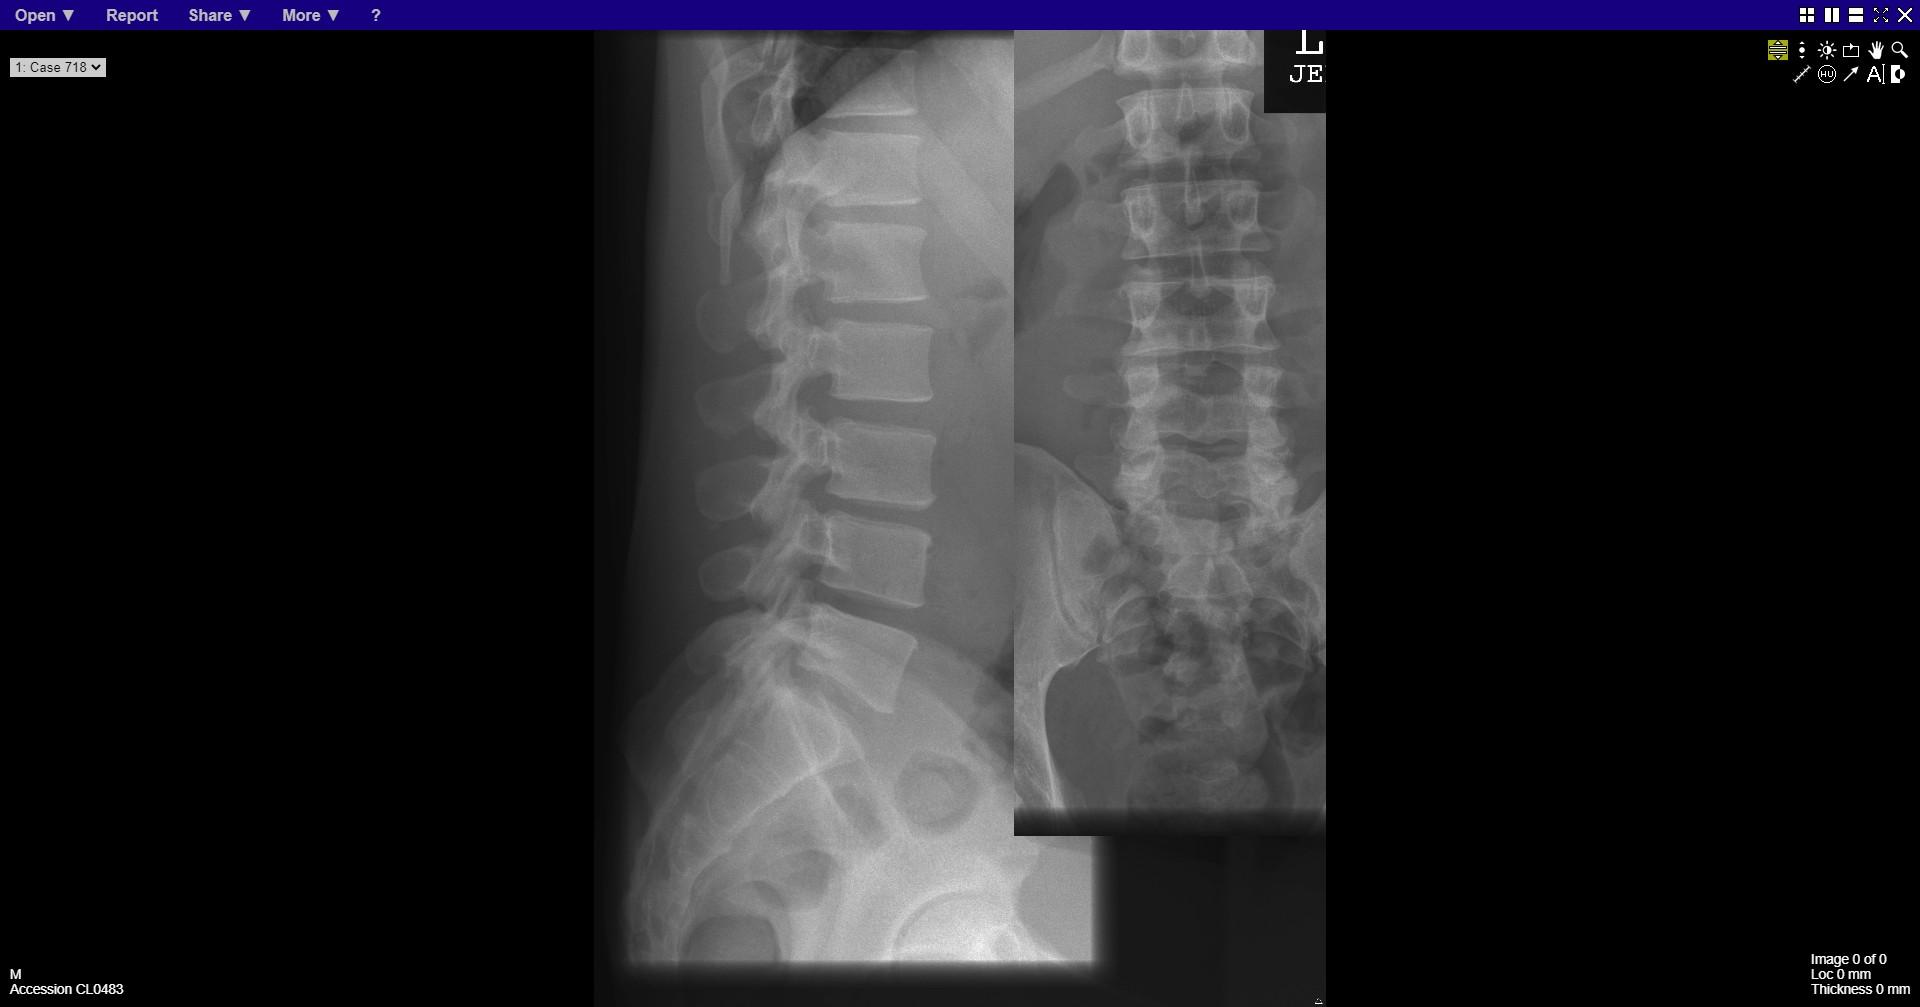 Open ▼ Report Share ▼ More ▼ ?
1: Case 718
L
JE
HU
A
M
Accession CL0483
Image 0 of 0
Loc 0 mm
Thickness 0 mm